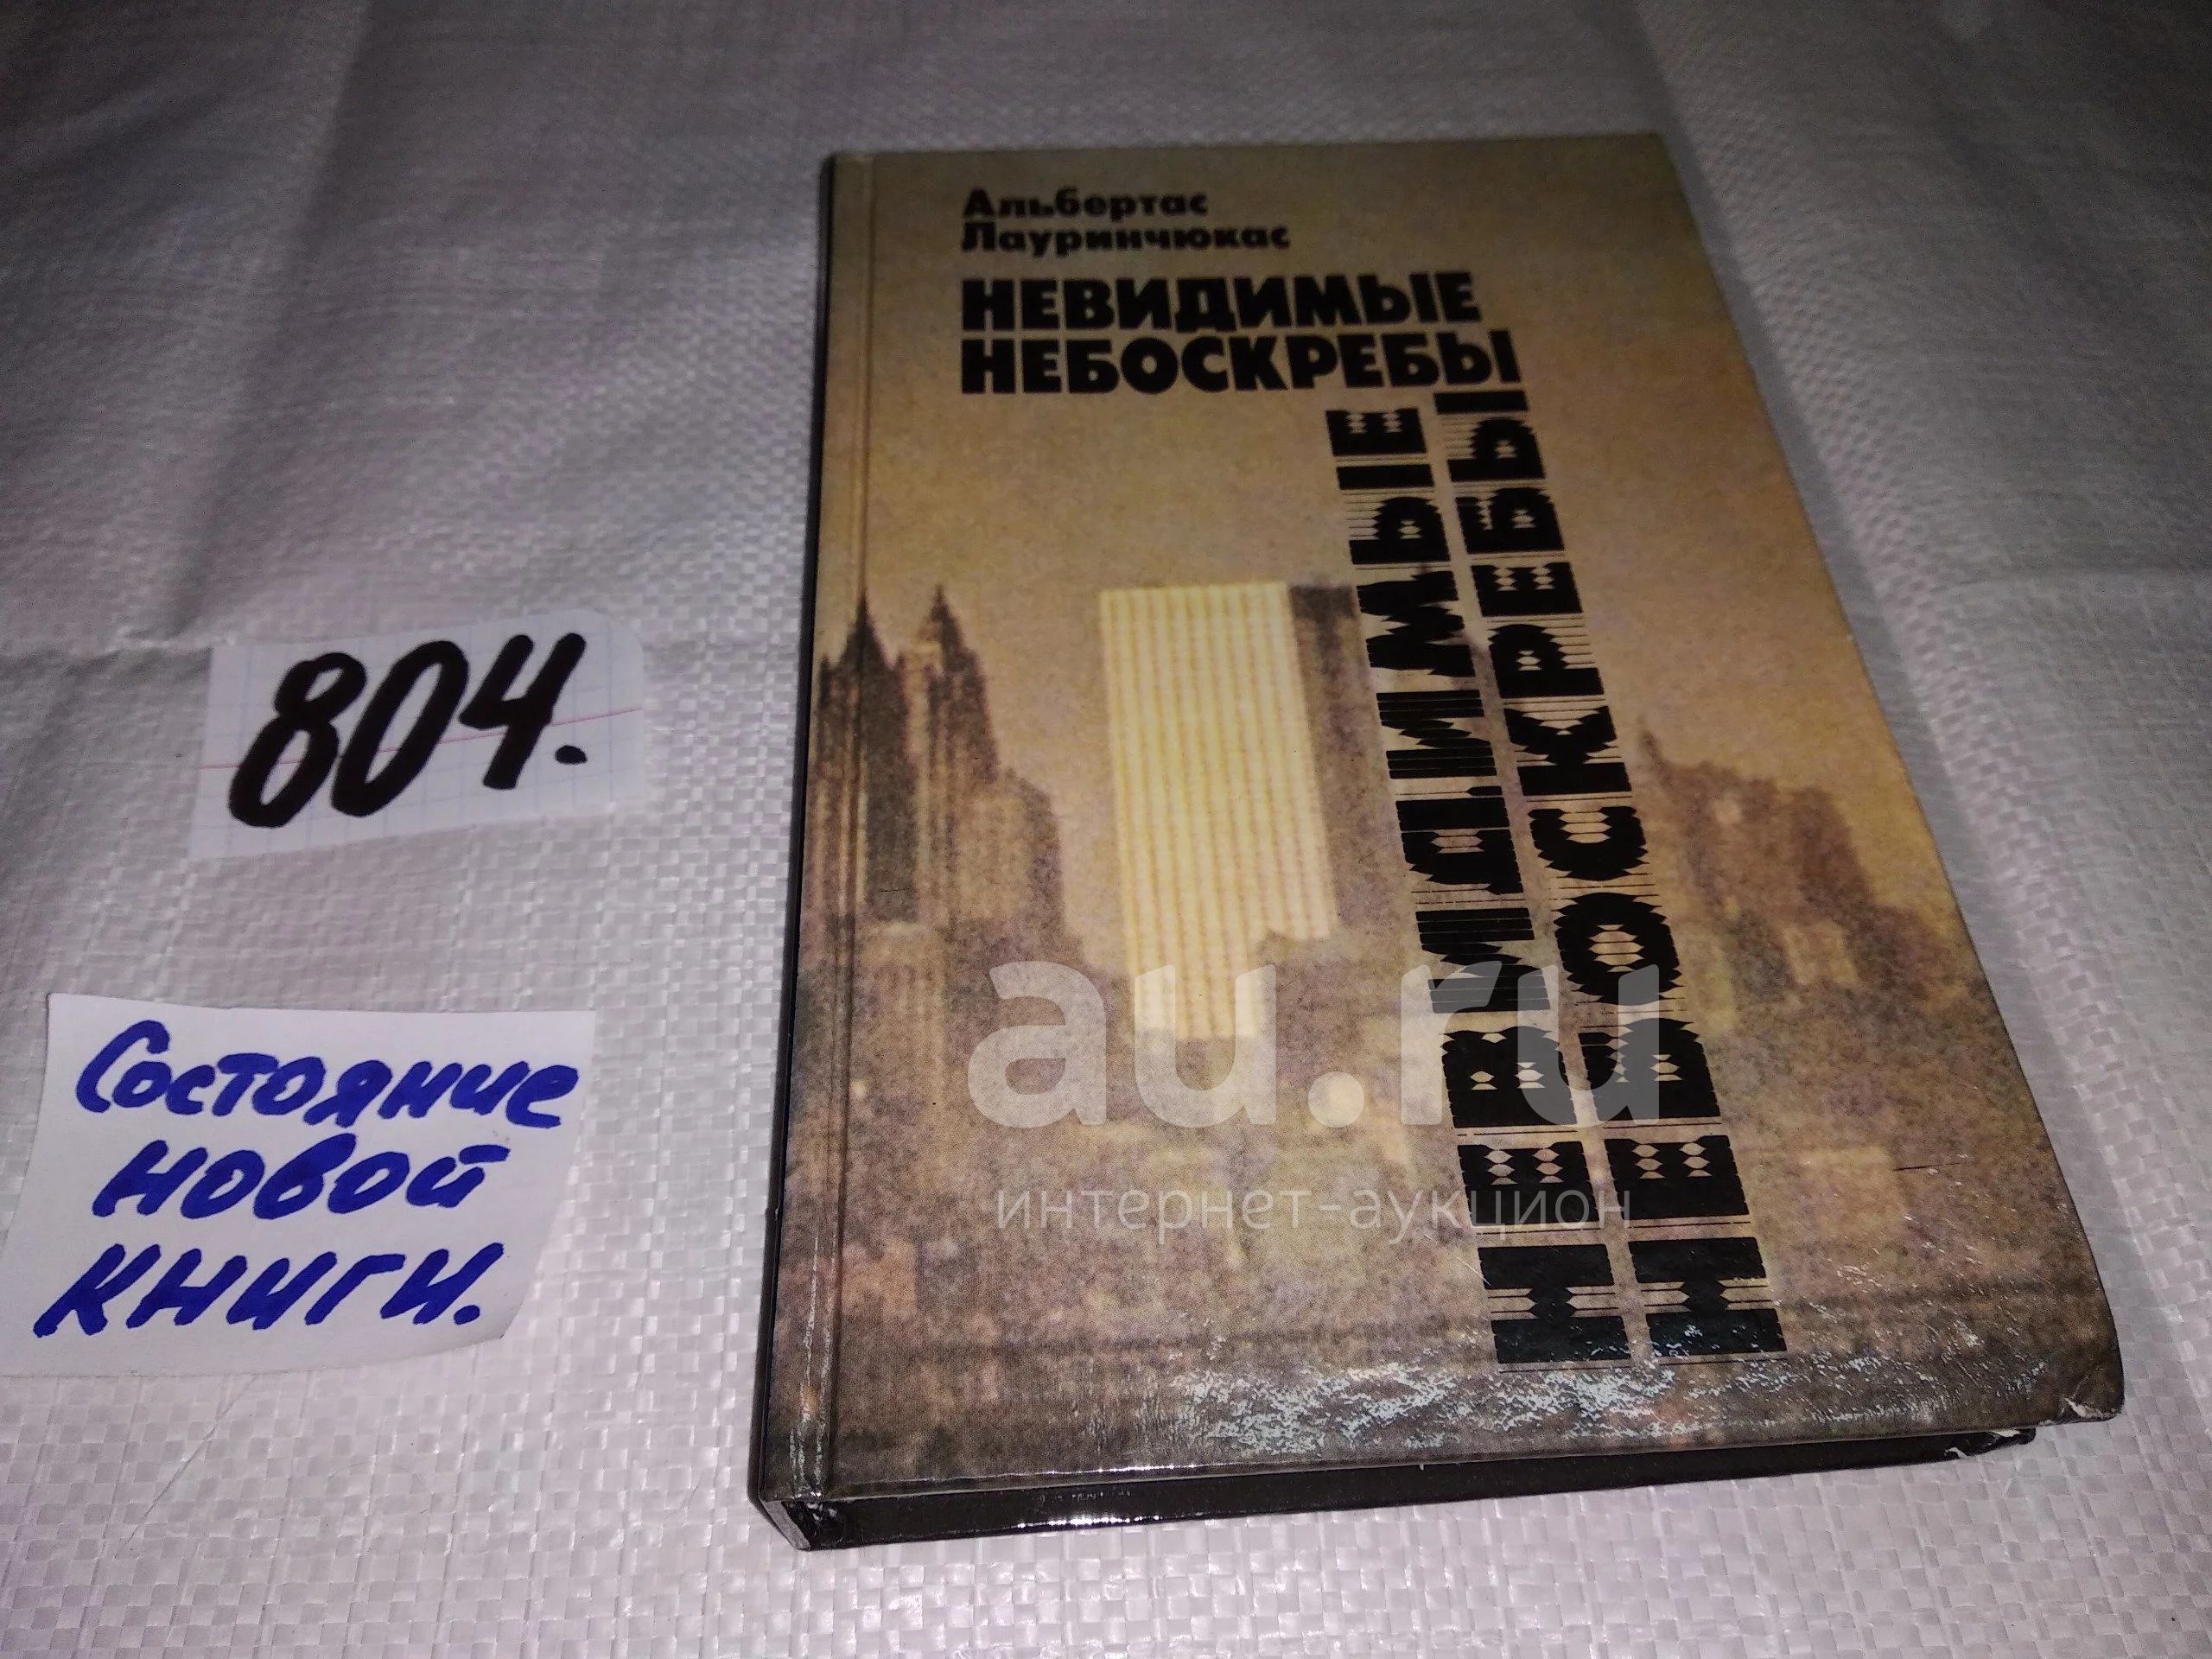 Альбертас
Лауринчюкас
НЕВИДИМЫЕ
НЕБОСКРЕБЫ
НЕВИДИМЫЕ
НЕБОСКРЕБЫ
804.
Состояние
новой
книги.
au.ru
интернет-аукцион